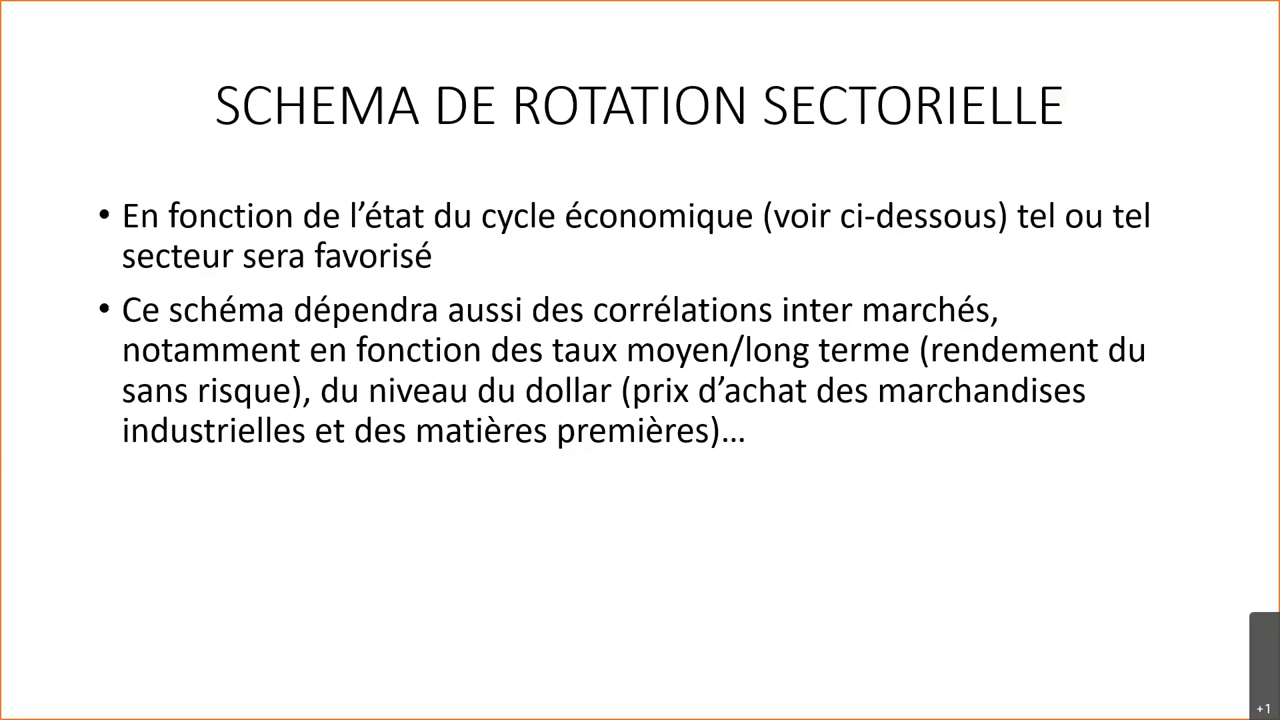 SCHEMA DE ROTATION SECTORIELLE
• En fonction de l’état du cycle économique (voir ci-dessous) tel ou tel
secteur sera favorisé
• Ce schéma dépendra aussi des corrélations inter marchés,
notamment en fonction des taux moyen/long terme (rendement du
sans risque), du niveau du dollar (prix d’achat des marchandises
industrielles et des matières premières)…
+1